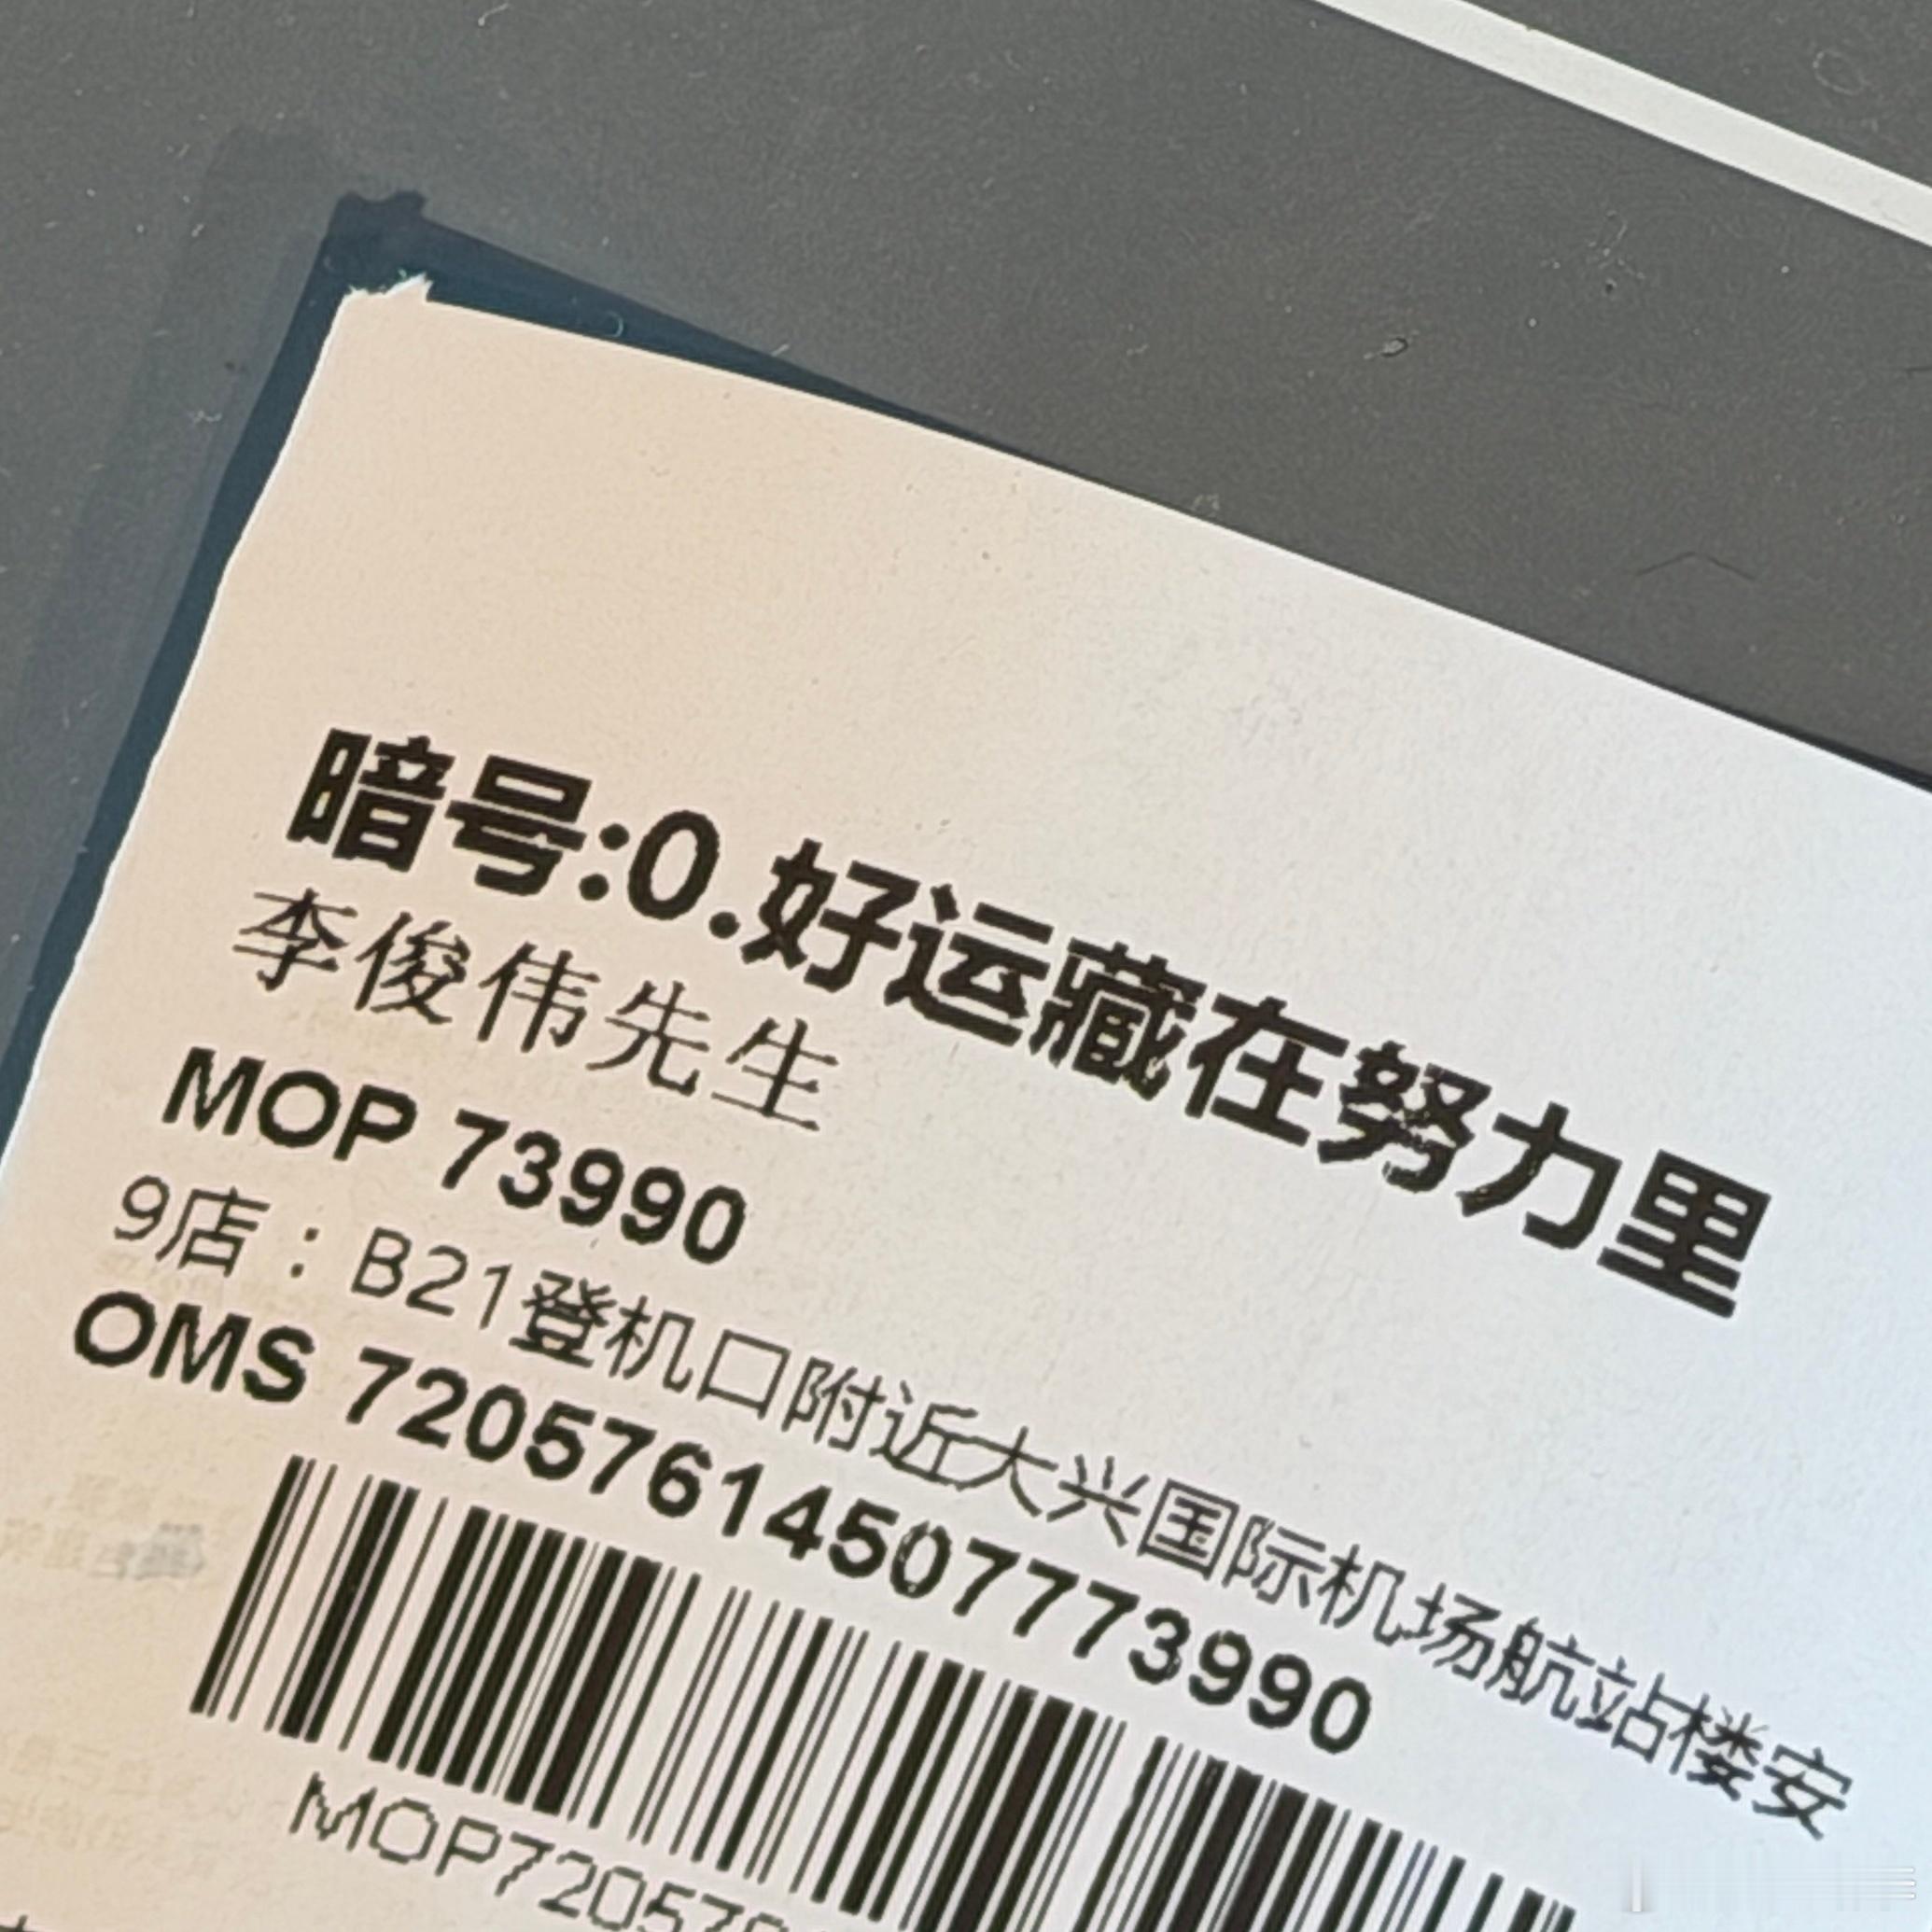 暗号:0.好运藏在努力里
李俊伟先生
MOP 73990
9店：B21登机口附近大兴国际机场航站楼安
OMS 72057614507773990